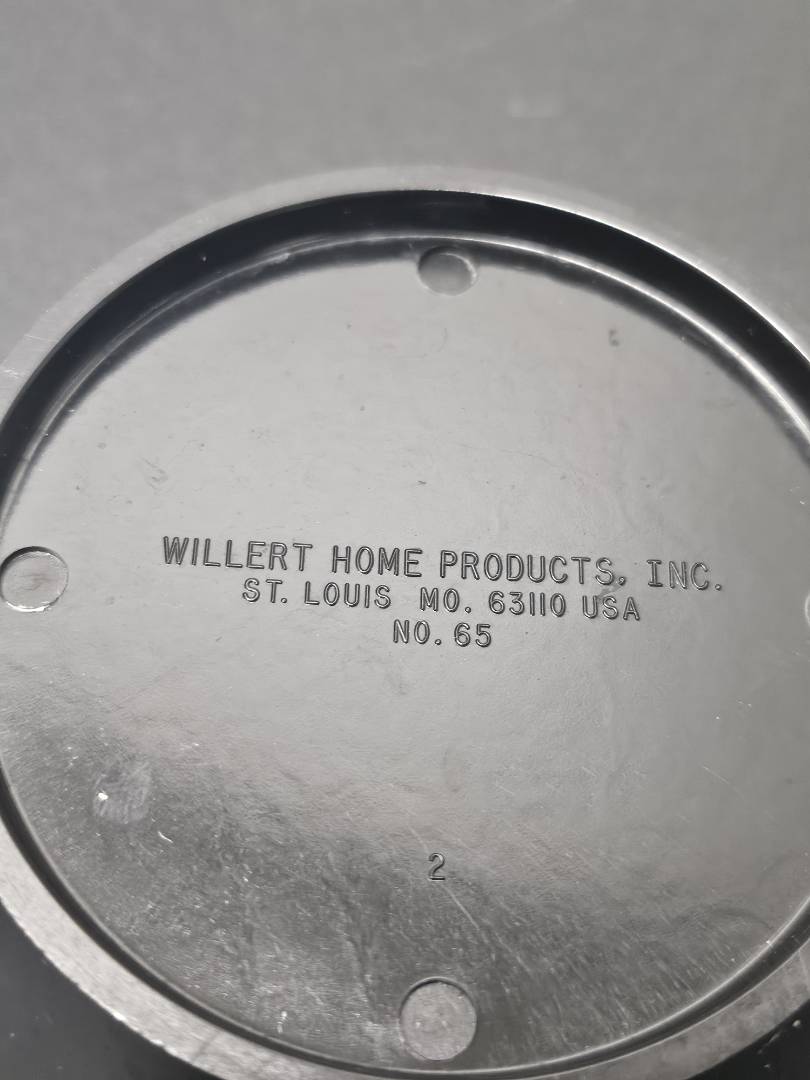 WILLERT HOME PRODUCTS, INC.
ST. LOUIS MO. 63110 USA
NO. 65
2